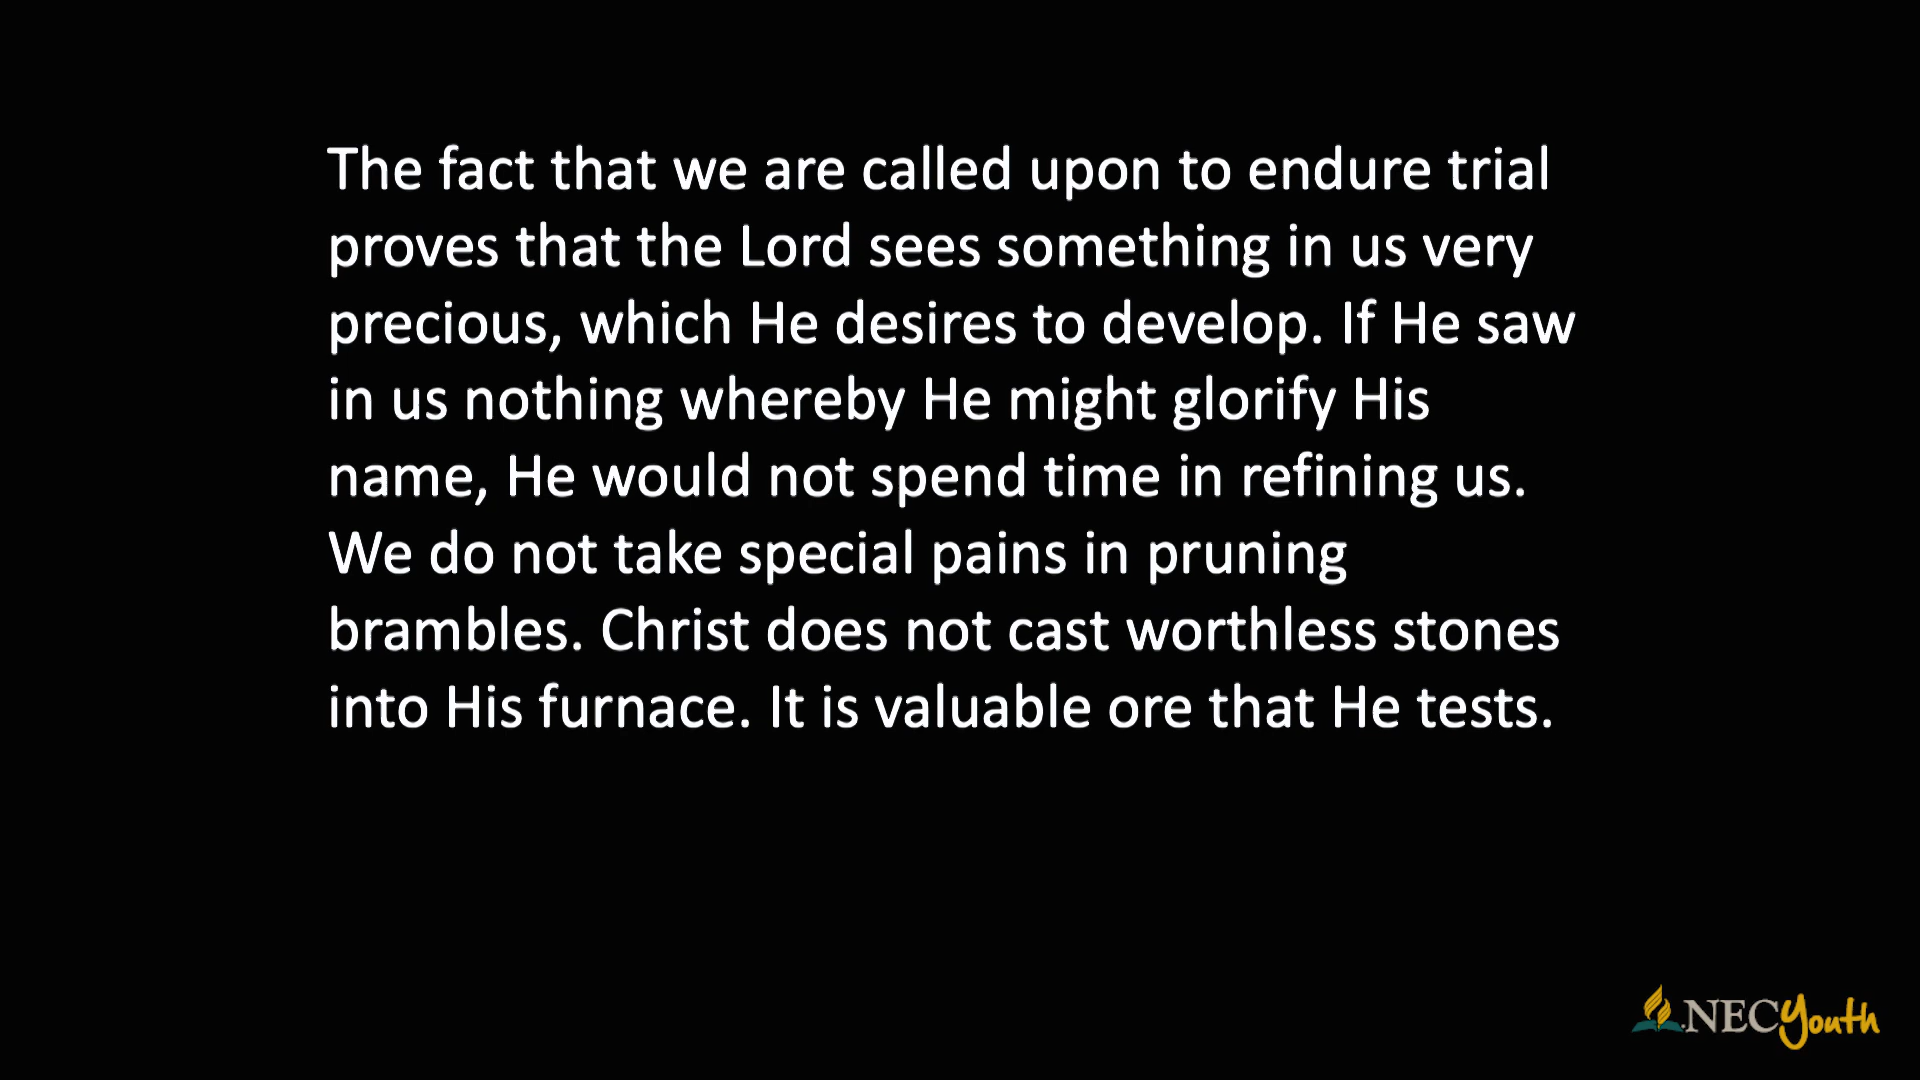 The fact that we are called upon to endure trial
proves that the Lord sees something in us very
precious, which He desires to develop. If He saw
in us nothing whereby He might glorify His
name, He would not spend time in refining us.
We do not take special pains in pruning
brambles. Christ does not cast worthless stones
into His furnace. It is valuable ore that He tests.
NECYouth